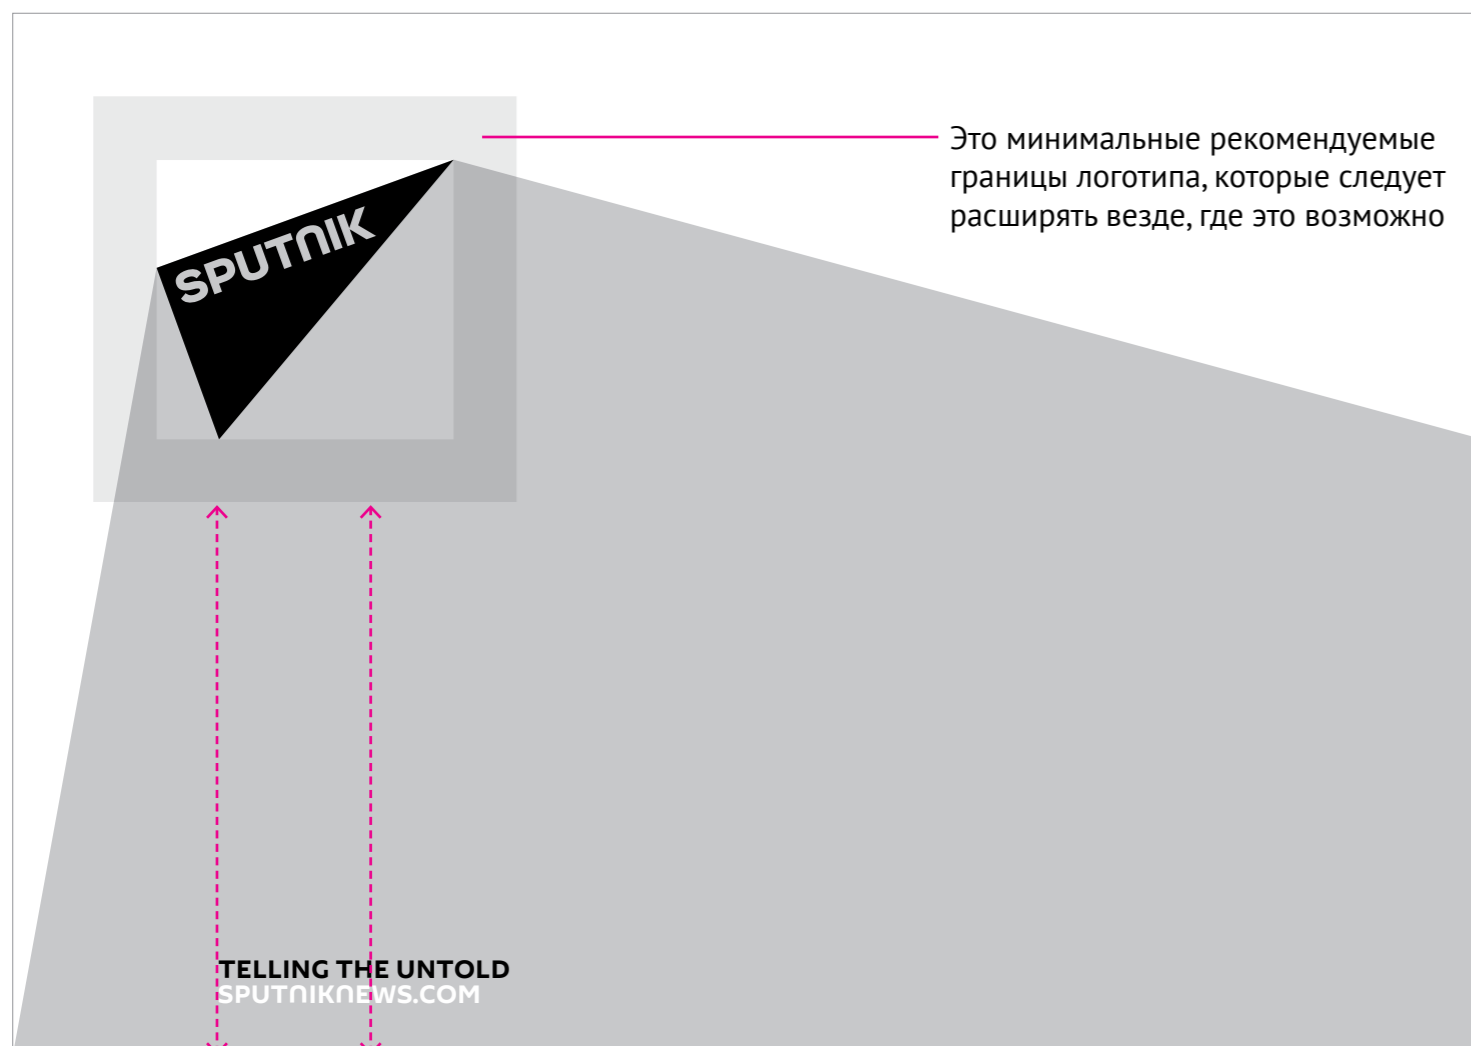 Это минимальные рекомендуемые
границы логотипа, которые следует
расширять везде, где это возможно
SPUTNIK
TELLING THE UNTOLD
SPUTNIKNEWS.COM